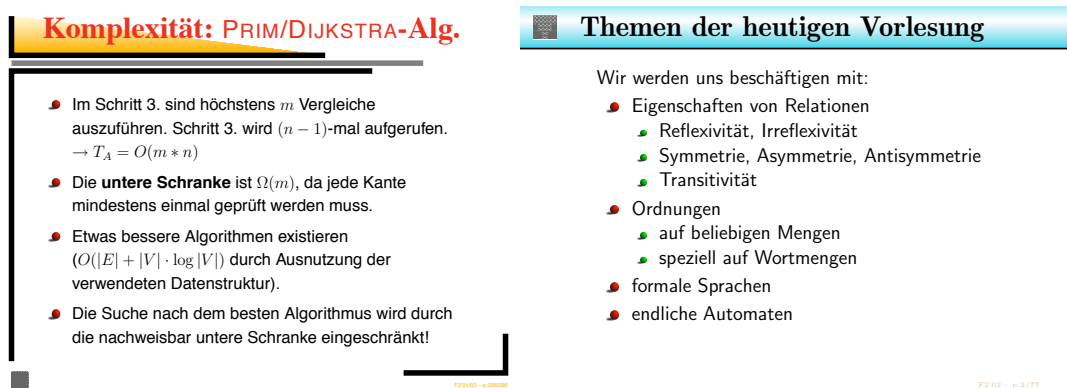 Komplexität: PRIM/DIJKSTRA-Alg.
Im Schritt 3. sind höchstens m Vergleiche
auszuführen. Schritt 3. wird (n − 1)-mal aufgerufen.
→ T_A = O(m ∗ n)
Die untere Schranke ist Ω(m), da jede Kante
mindestens einmal geprüft werden muss.
Etwas bessere Algorithmen existieren
(O(|E| + |V| · log |V|) durch Ausnutzung der
verwendeten Datenstruktur).
Die Suche nach dem besten Algorithmus wird durch
die nachweisbar untere Schranke eingeschränkt!
Themen der heutigen Vorlesung
Wir werden uns beschäftigen mit:
Eigenschaften von Relationen
Reflexivität, Irreflexivität
Symmetrie, Asymmetrie, Antisymmetrie
Transitivität
Ordnungen
auf beliebigen Mengen
speziell auf Wortmengen
formale Sprachen
endliche Automaten
F2'02 – p.2/77